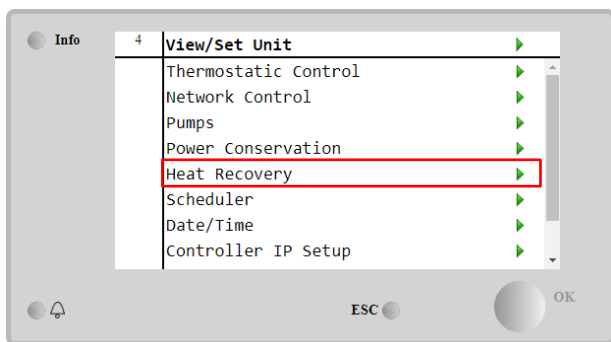 Info
4 View/Set Unit
Thermostatic Control
Network Control
Pumps
Power Conservation
Heat Recovery
Scheduler
Date/Time
Controller IP Setup
ESC
OK